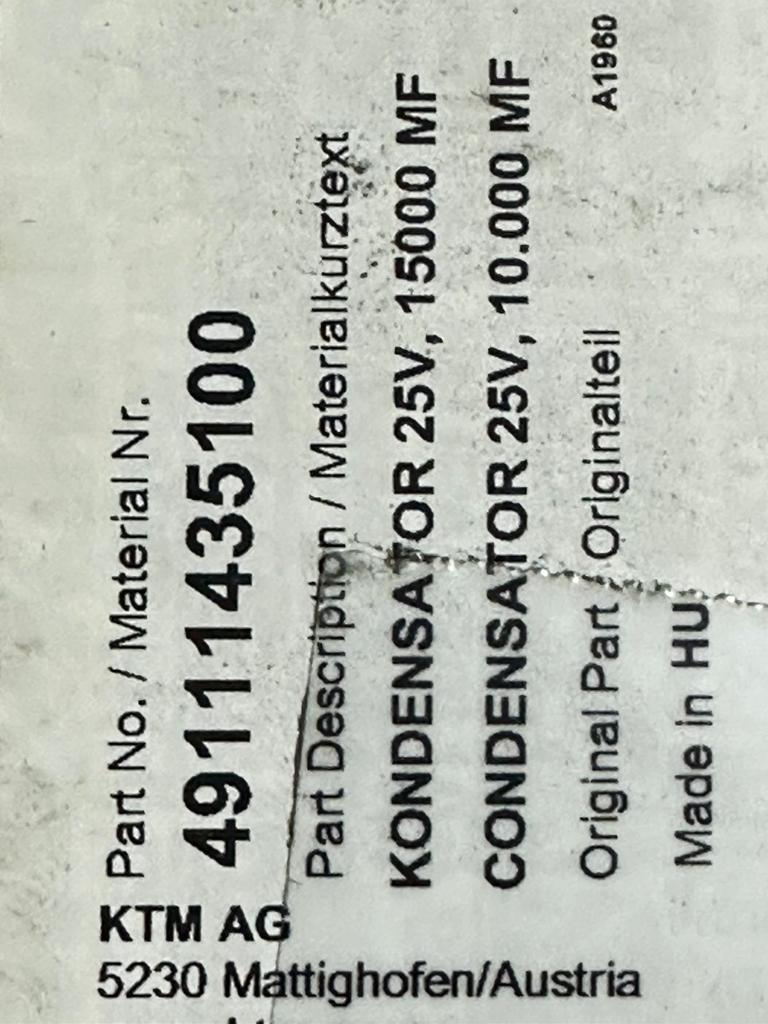 Part No. / Material Nr.
49111435100
Part Description / Materialkurztext
KONDENSATOR 25V, 15000 MF
CONDENSATOR 25V, 10.000 MF
Original Part Originalteil A1960
Made in HU
KTM AG
5230 Mattighofen/Austria